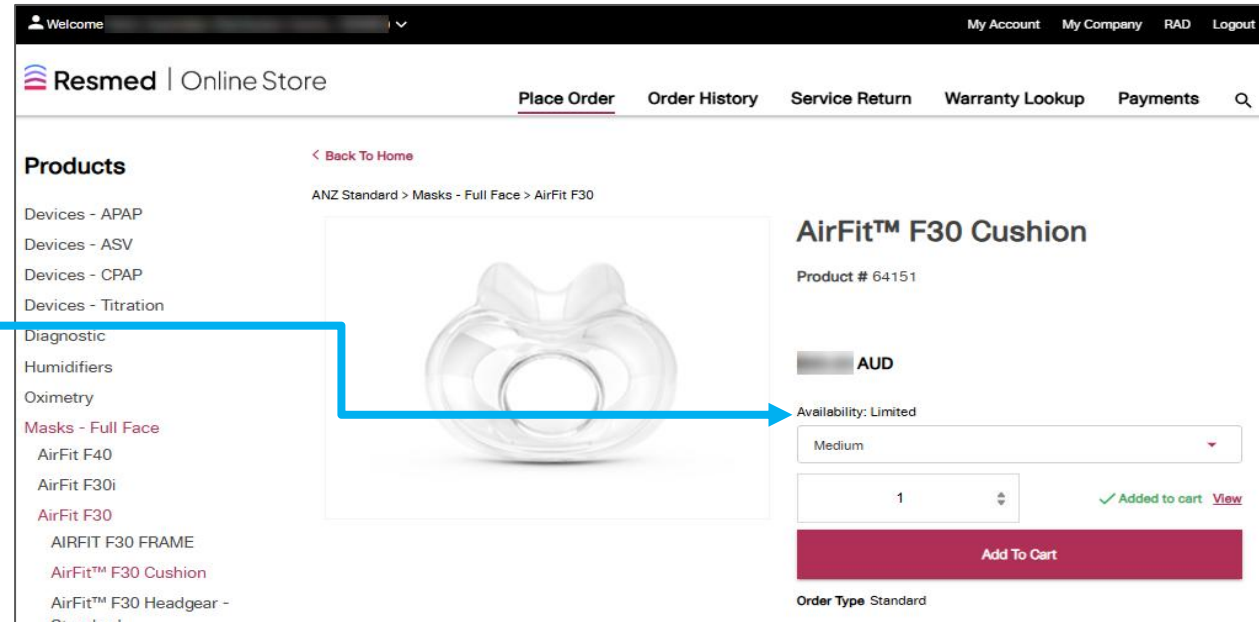 Welcome
My Account My Company RAD Logout
Resmed | Online Store
Place Order Order History Service Return Warranty Lookup Payments
Products
Devices - APAP
Devices - ASV
Devices - CPAP
Devices - Titration
Diagnostic
Humidifiers
Oximetry
Masks - Full Face
AirFit F40
AirFit F30i
AirFit F30
AIRFIT F30 FRAME
AirFit™ F30 Cushion
AirFit™ F30 Headgear -
< Back To Home
ANZ Standard > Masks - Full Face > AirFit F30
AirFit™ F30 Cushion
Product # 64151
AUD
Availability: Limited
Medium
1
Added to cart View
Add To Cart
Order Type Standard